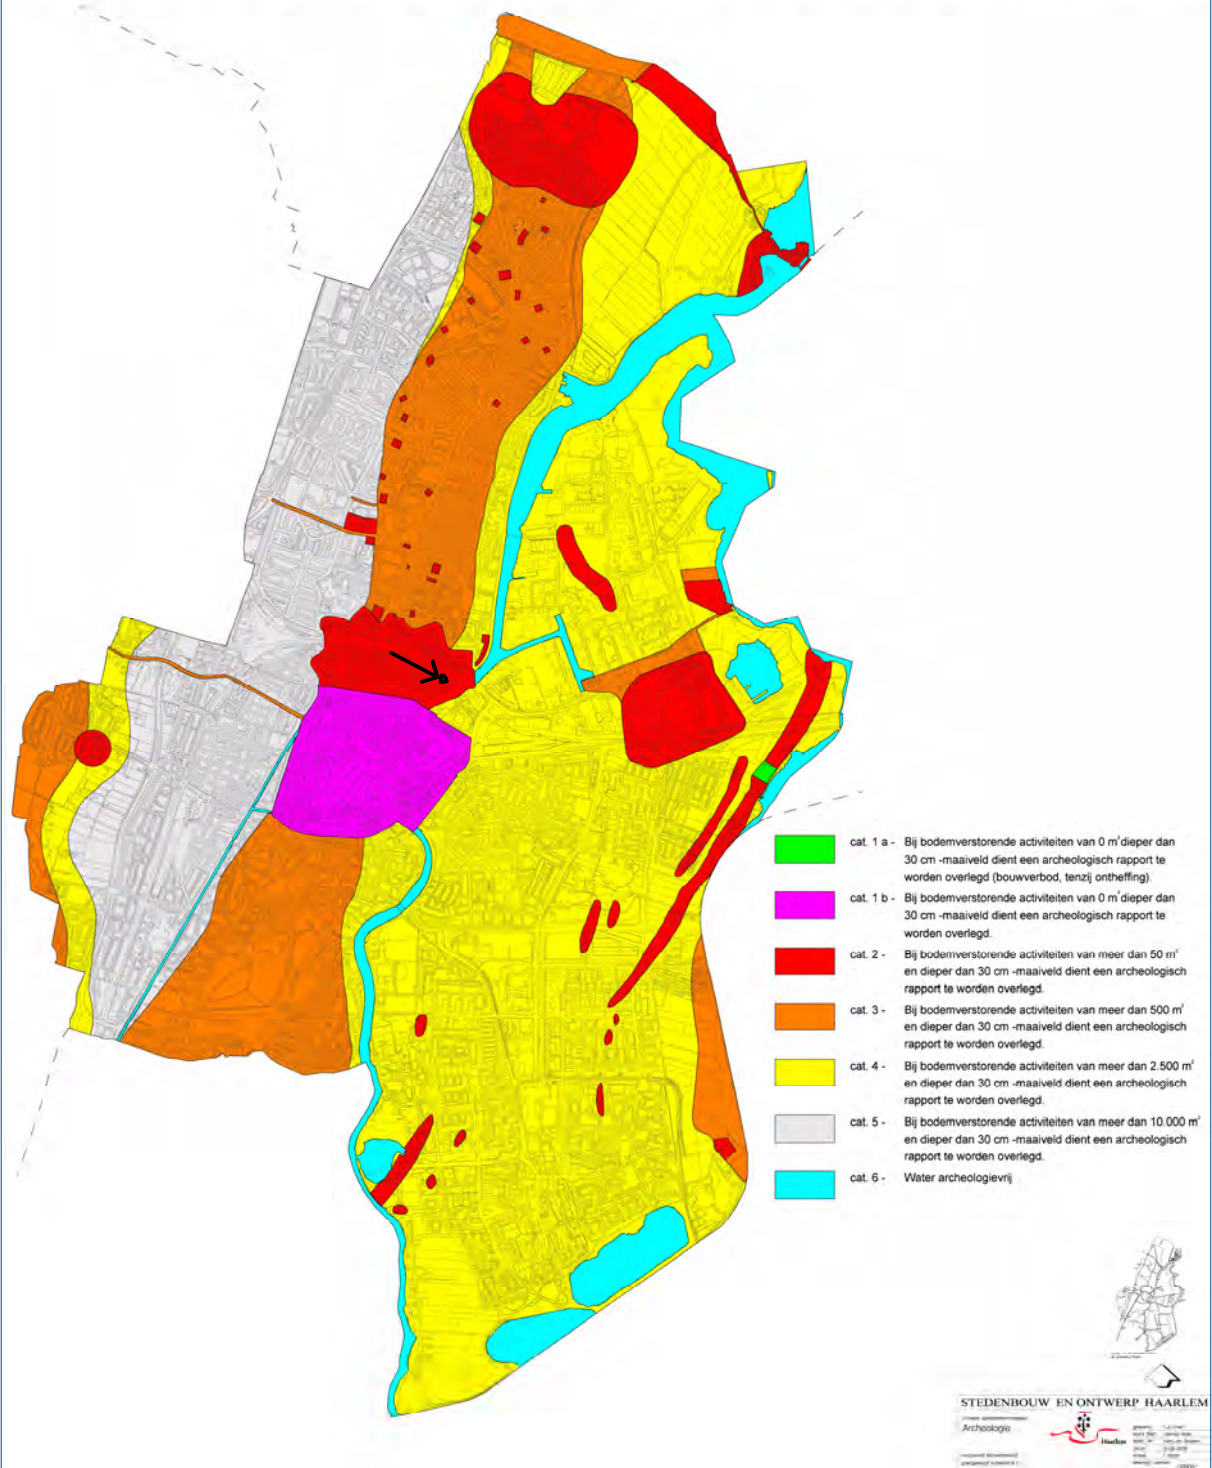 cat. 1 a - Bij bodemverstorende activiteiten van 0 m² dieper dan
30 cm -maaiveld dient een archeologisch rapport te
worden overlegd (bouwverbod, tenzij ontheffing).
cat. 1 b - Bij bodemverstorende activiteiten van 0 m² dieper dan
30 cm -maaiveld dient een archeologisch rapport te
worden overlegd.
cat. 2 - Bij bodemverstorende activiteiten van meer dan 50 m²
en dieper dan 30 cm -maaiveld dient een archeologisch
rapport te worden overlegd.
cat. 3 - Bij bodemverstorende activiteiten van meer dan 500 m²
en dieper dan 30 cm -maaiveld dient een archeologisch
rapport te worden overlegd.
cat. 4 - Bij bodemverstorende activiteiten van meer dan 2.500 m²
en dieper dan 30 cm -maaiveld dient een archeologisch
rapport te worden overlegd.
cat. 5 - Bij bodemverstorende activiteiten van meer dan 10.000 m²
en dieper dan 30 cm -maaiveld dient een archeologisch
rapport te worden overlegd.
cat. 6 - Water archeologievrij
STEDENBOUW EN ONTWERP HAARLEM
Archeologie
Haarlem